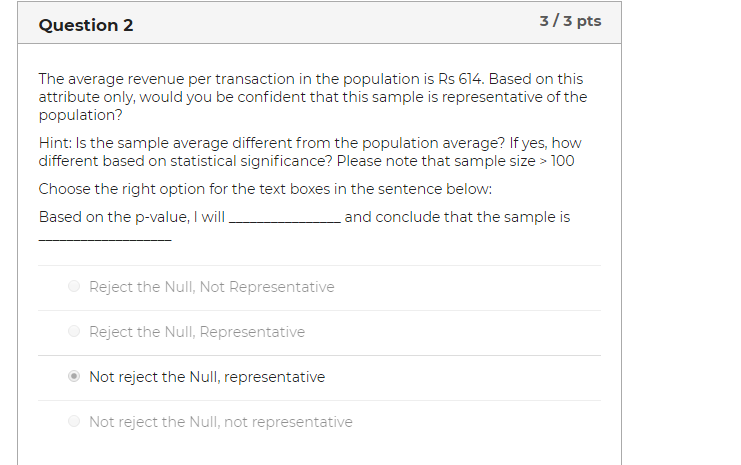 Question 2
3 / 3 pts
The average revenue per transaction in the population is Rs 614. Based on this
attribute only, would you be confident that this sample is representative of the
population?
Hint: Is the sample average different from the population average? If yes, how
different based on statistical significance? Please note that sample size > 100
Choose the right option for the text boxes in the sentence below:
Based on the p-value, I will ________________ and conclude that the sample is
___________________
Reject the Null, Not Representative
Reject the Null, Representative
Not reject the Null, representative
Not reject the Null, not representative